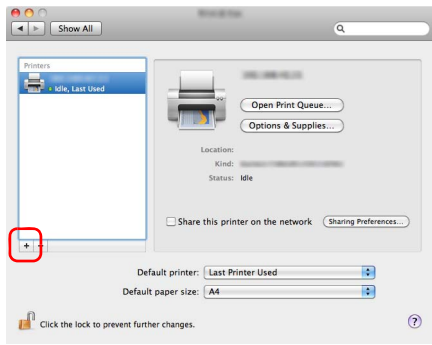 Show All
Printers
Idle, Last Used
Open Print Queue...
Options & Supplies...
Location:
Kind:
Status: Idle
Share this printer on the network Sharing Preferences...
+ -
Default printer: Last Printer Used
Default paper size: A4
Click the lock to prevent further changes.
?